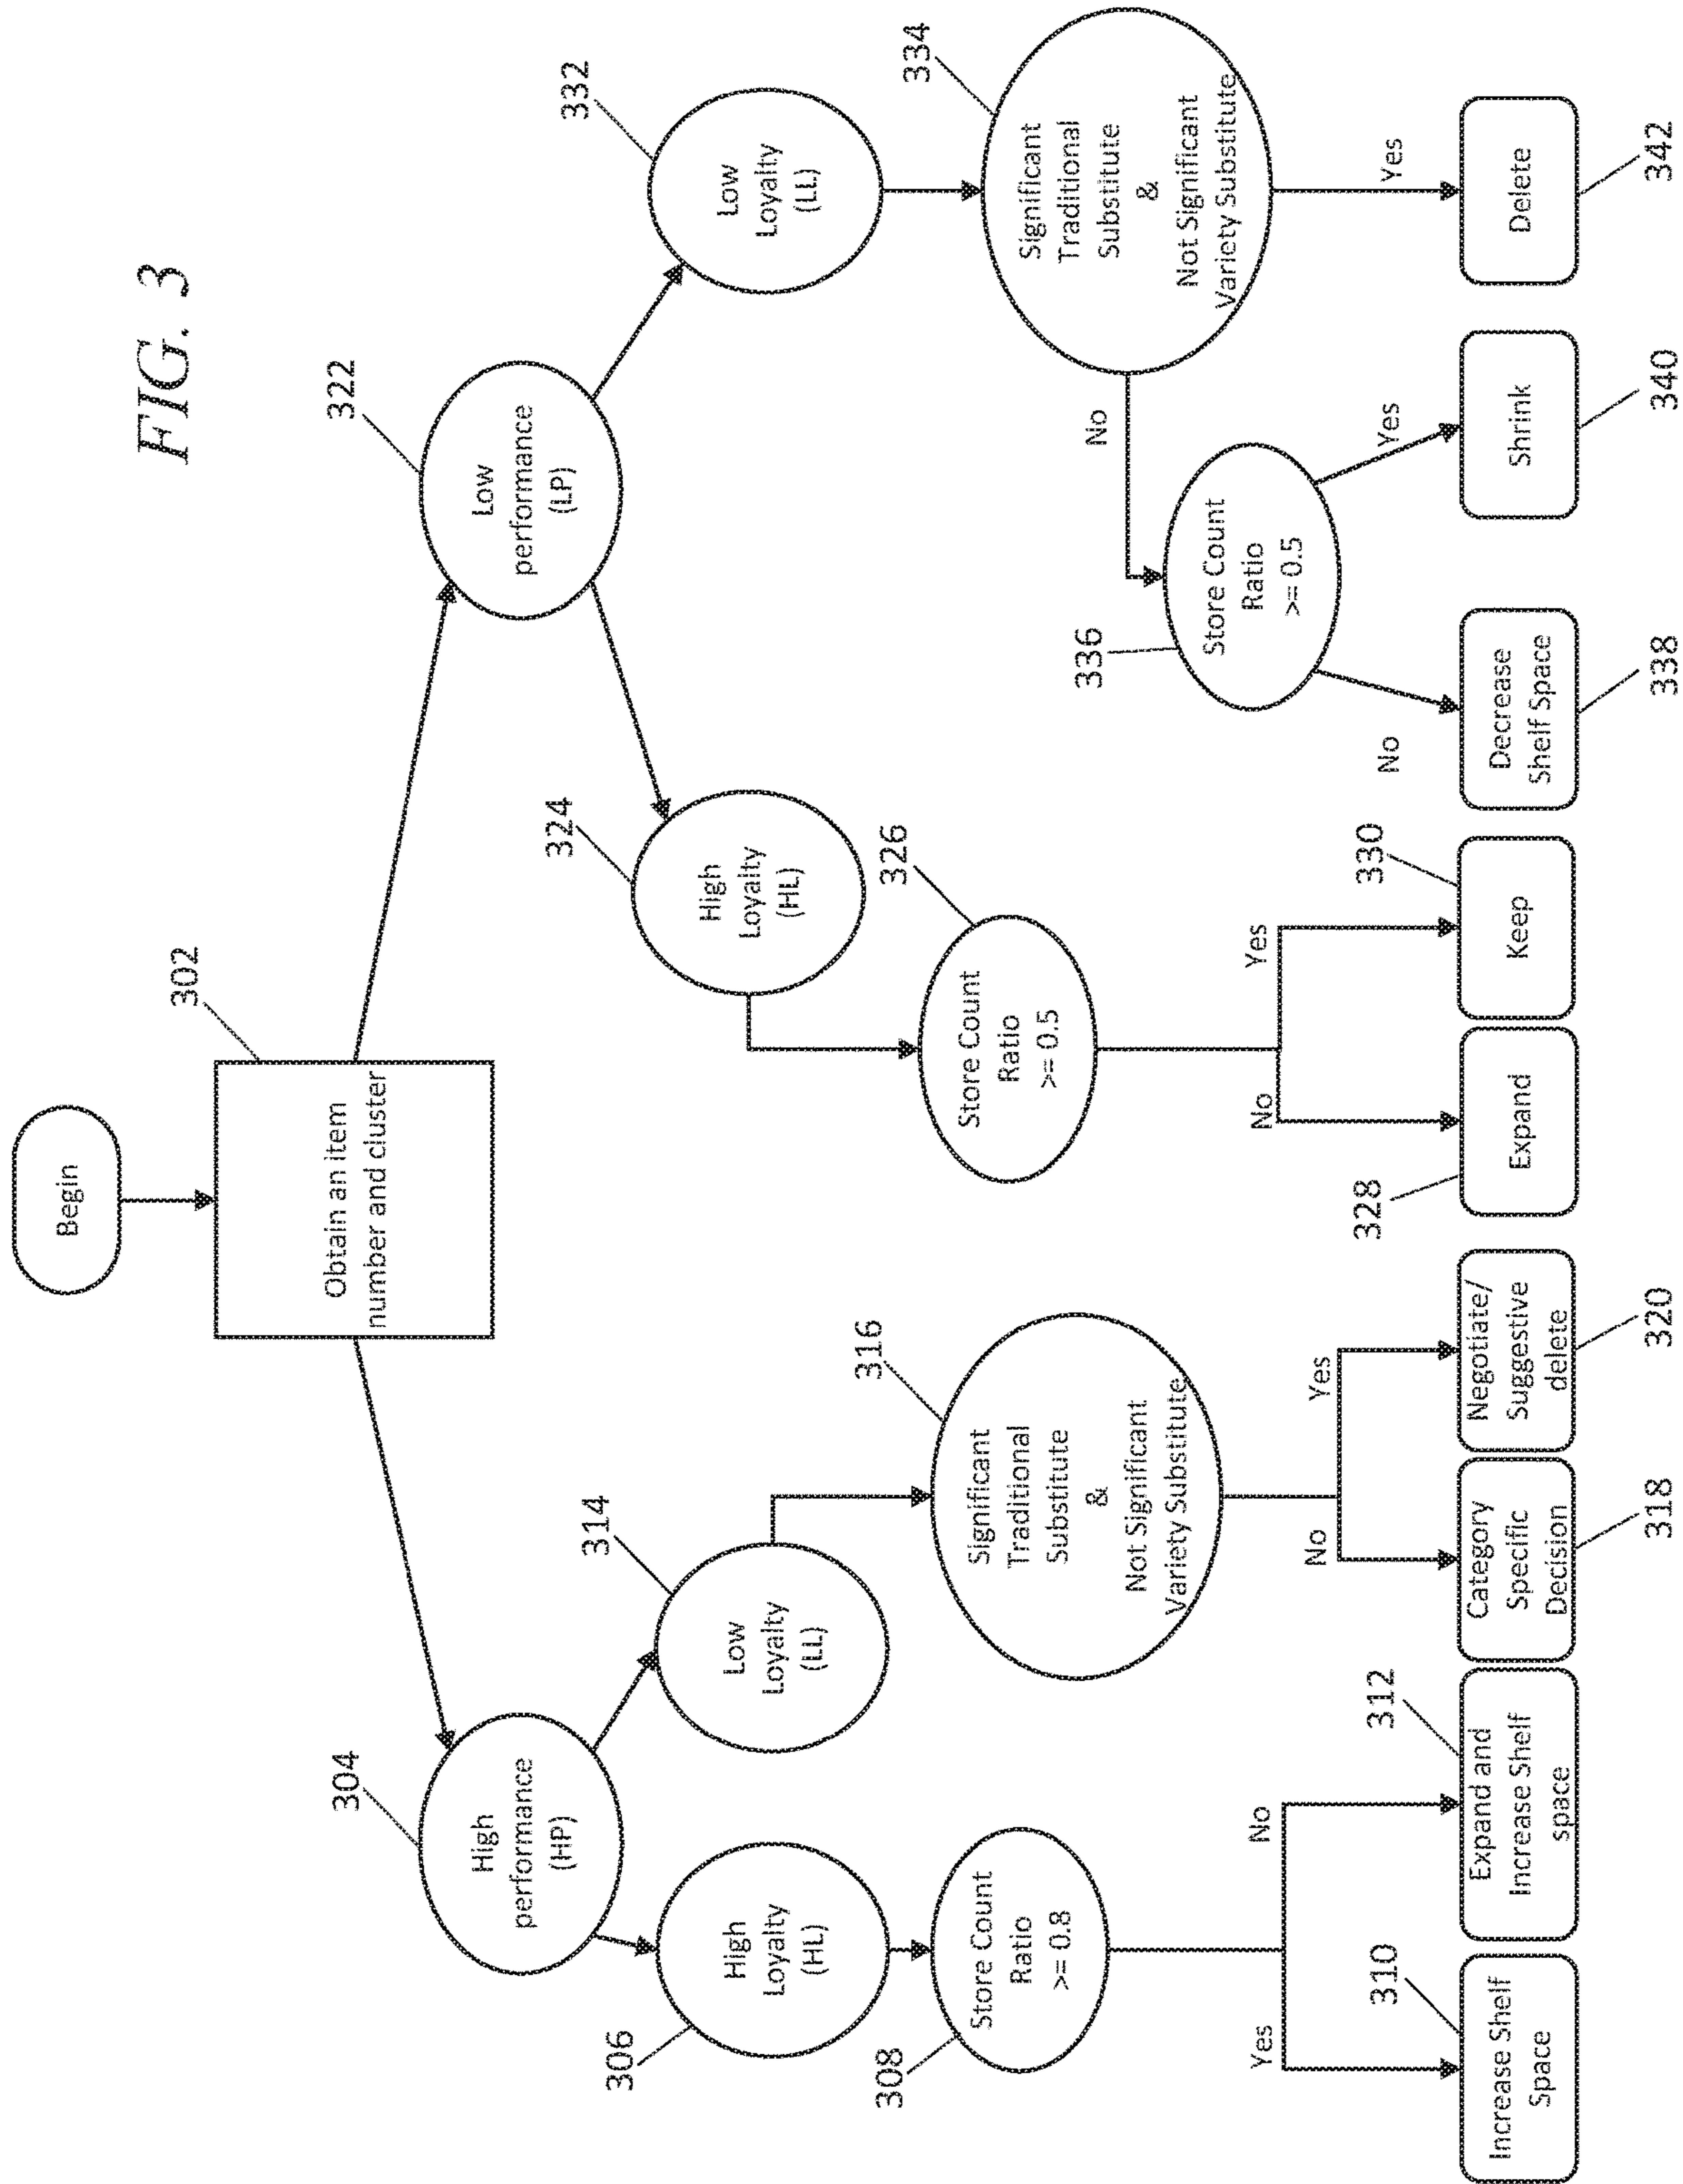 FIG. 3
Begin
302
Obtain an item
number and cluster
304
High
performance
(HP)
322
Low
performance
(LP)
306
High
Loyalty
(HL)
314
Low
Loyalty
(LL)
324
High
Loyalty
(HL)
332
Low
Loyalty
(LL)
308
Store Count
Ratio
>= 0.8
316
Significant
Traditional
Substitute
&
Not Significant
Variety Substitute
326
Store Count
Ratio
>= 0.5
334
Significant
Traditional
Substitute
&
Not Significant
Variety Substitute
No
336
Store Count
Ratio
>= 0.5
Yes
No
No
Yes
No
Yes
No
Yes
Yes
310
Increase Shelf
Space
312
Expand and
Increase Shelf
space
Category
Specific
Decision
318
Negotiate/
Suggestive
delete
320
328
Expand
330
Keep
Decrease
Shelf Space
338
Shrink
340
Delete
342